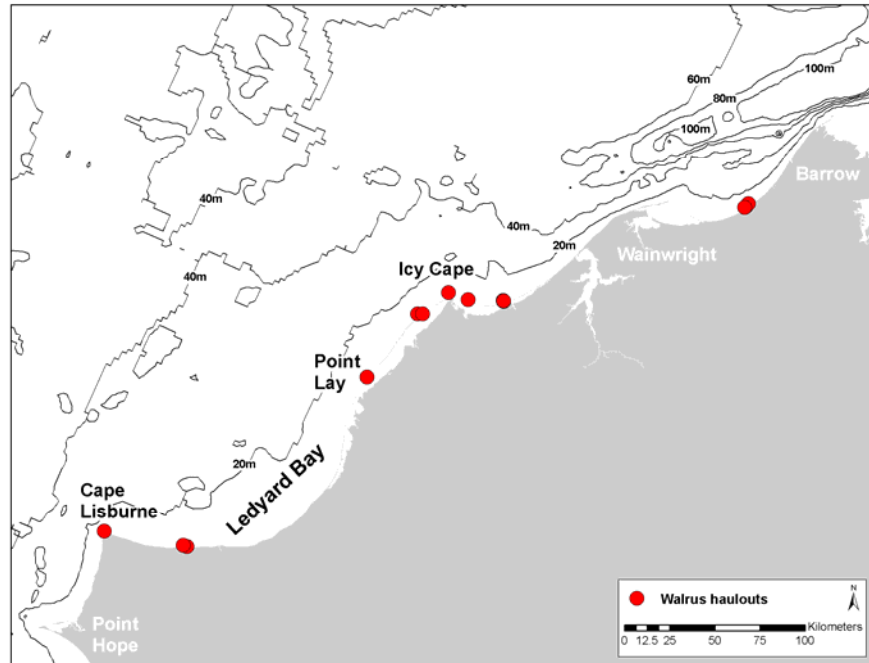 60m
100m
80m
100m
Barrow
40m
40m
20m
Wainwright
40m
Icy Cape
Point
Lay
20m
Ledyard Bay
Cape
Lisburne
Point
Hope
Walrus haulouts
N
Kilometers
0 12.5 25 50 75 100